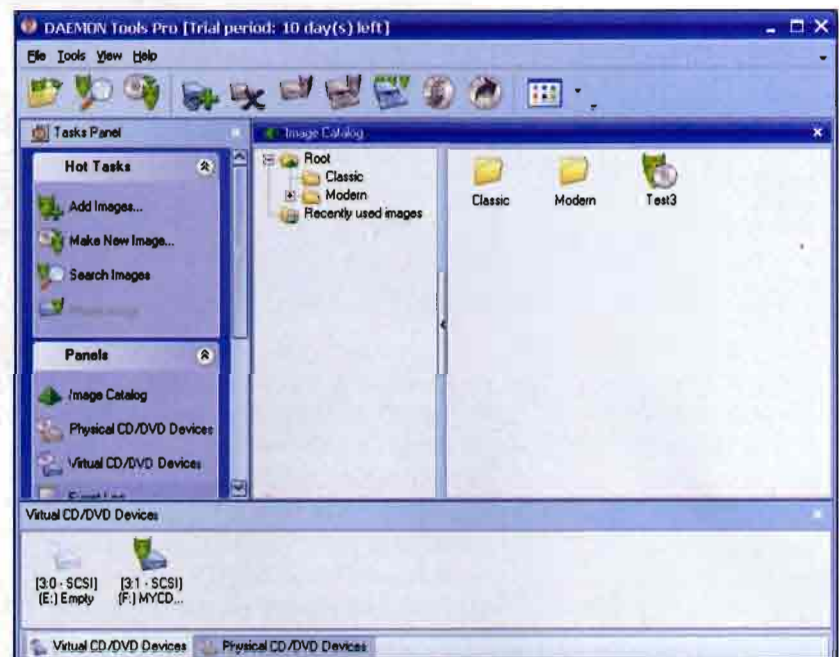 DAEMON Tools Pro [Trial period: 10 day(s) left]
File Tools View Help
Tasks Panel
Hot Tasks
Add Images...
Make New Image...
Search Images
Panels
Image Catalog
Physical CD/DVD Devices
Virtual CD/DVD Devices
Image Catalog
Root
Classic
Modern
Recently used images
Classic
Modern
Test3
Virtual CD/DVD Devices
[3:0 - SCSI]
(E:) Empty
[3:1 - SCSI]
(F:) MYCD...
Virtual CD/DVD Devices
Physical CD/DVD Devices